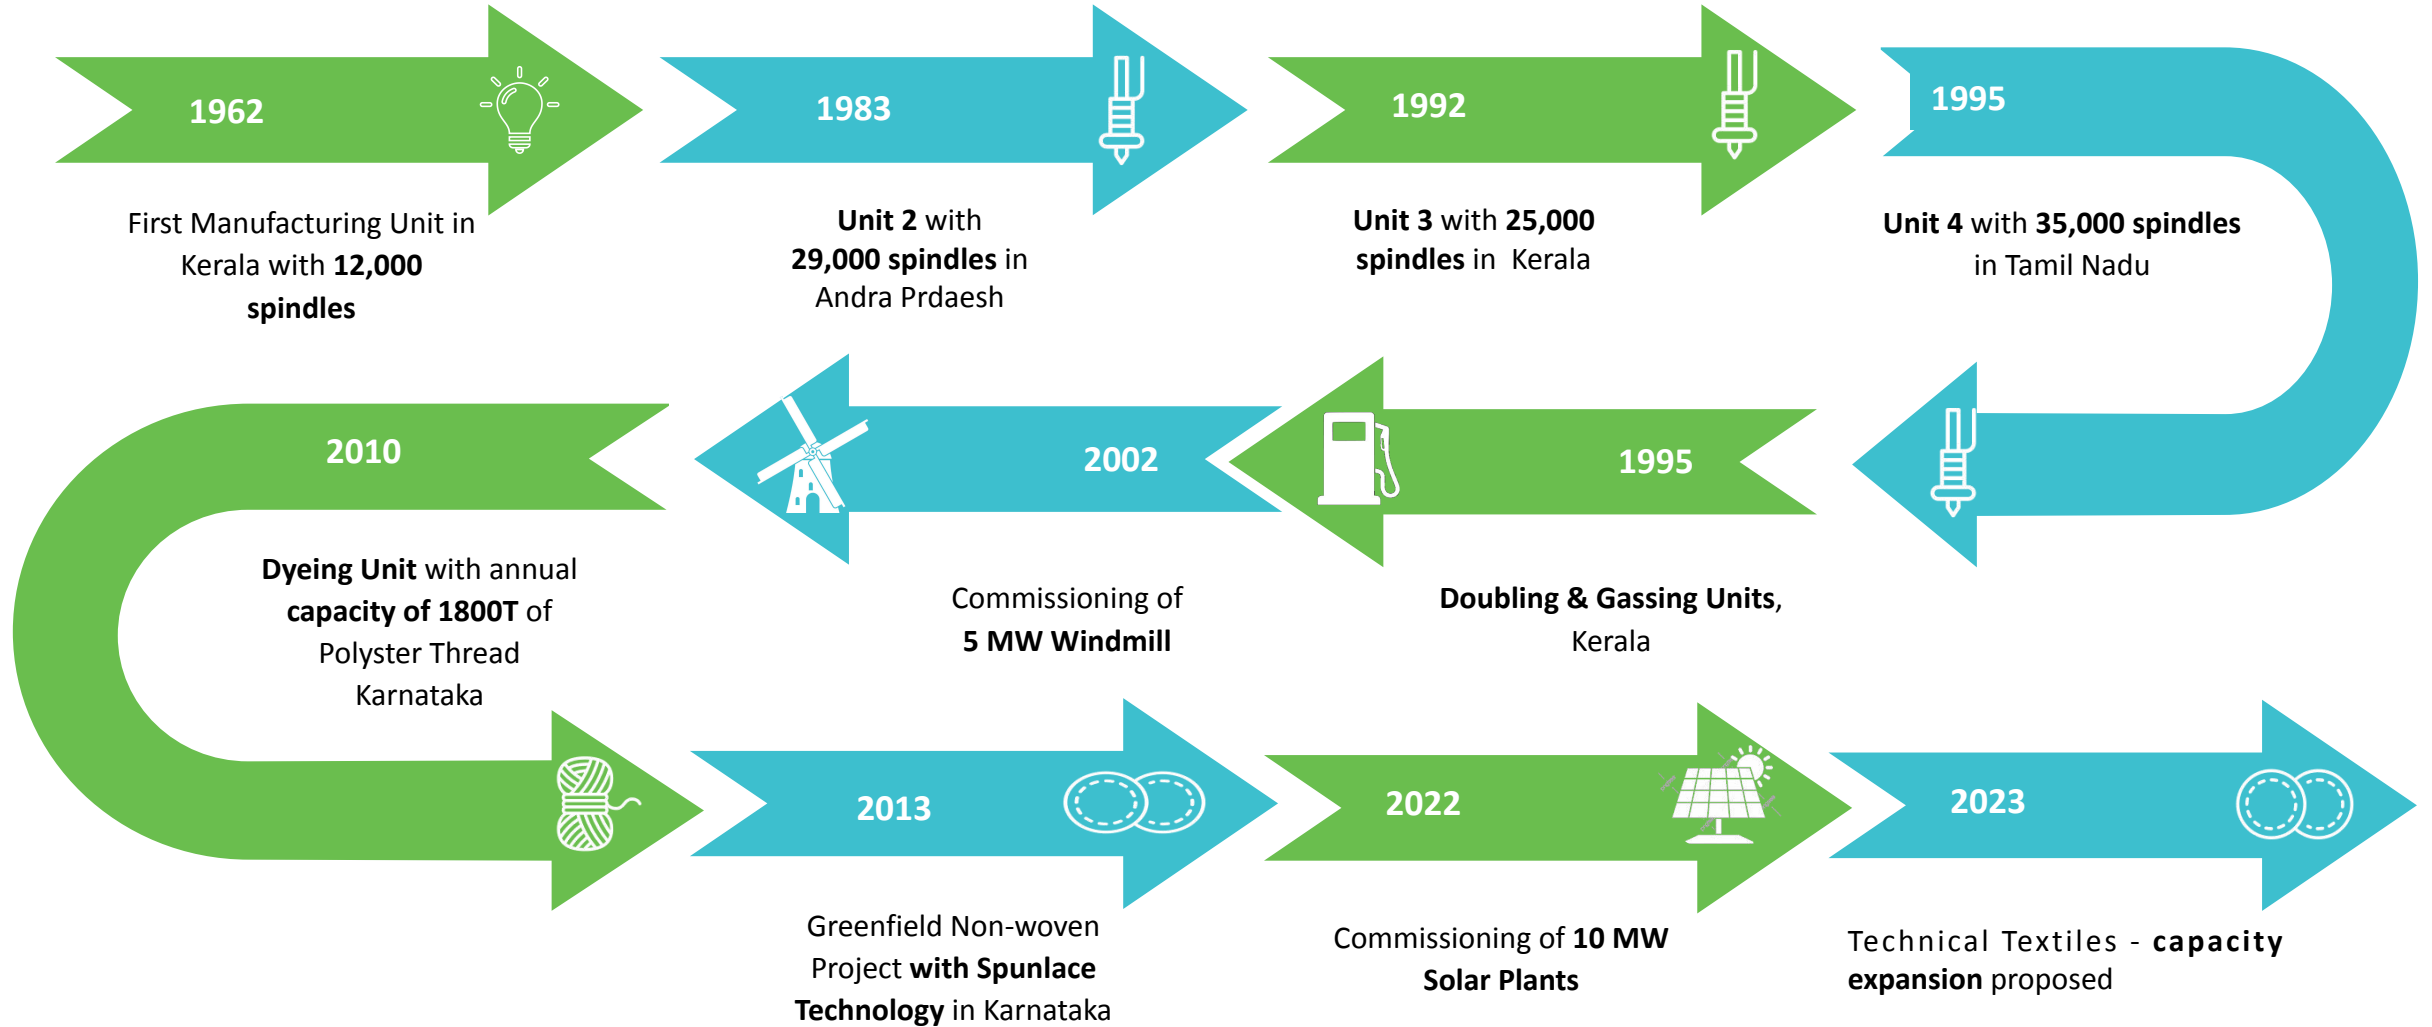 1962
First Manufacturing Unit in
Kerala with 12,000
spindles
1983
Unit 2 with
29,000 spindles in
Andra Prdaesh
1992
Unit 3 with 25,000
spindles in Kerala
1995
Unit 4 with 35,000 spindles
in Tamil Nadu
1995
Doubling & Gassing Units,
Kerala
2002
Commissioning of
5 MW Windmill
2010
Dyeing Unit with annual
capacity of 1800T of
Polyster Thread
Karnataka
2013
Greenfield Non-woven
Project with Spunlace
Technology in Karnataka
2022
Commissioning of 10 MW
Solar Plants
2023
Technical Textiles - capacity
expansion proposed